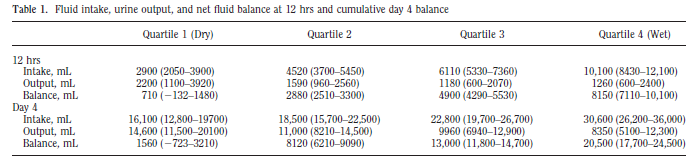 Table 1. Fluid intake, urine output, and net fluid balance at 12 hrs and cumulative day 4 balance
Quartile 1 (Dry) Quartile 2 Quartile 3 Quartile 4 (Wet)
12 hrs
Intake, mL 2900 (2050–3900) 4520 (3700–5450) 6110 (5330–7360) 10,100 (8430–12,100)
Output, mL 2200 (1100–3920) 1590 (960–2560) 1180 (600–2070) 1260 (600–2400)
Balance, mL 710 (−132–1480) 2880 (2510–3300) 4900 (4290–5530) 8150 (7110–10,100)
Day 4
Intake, mL 16,100 (12,800–19700) 18,500 (15,700–22,500) 22,800 (19,700–26,700) 30,600 (26,200–36,000)
Output, mL 14,600 (11,500–20100) 11,000 (8210–14,500) 9960 (6940–12,900) 8350 (5100–12,300)
Balance, mL 1560 (−723–3210) 8120 (6210–9090) 13,000 (11,800–14,700) 20,500 (17,700–24,500)